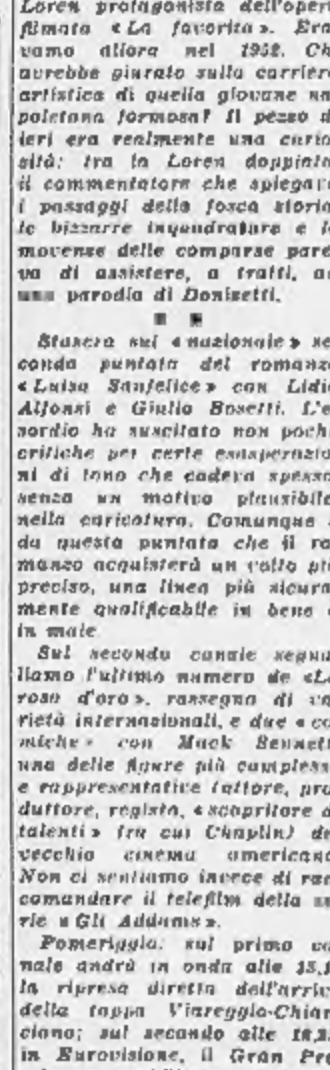 Loren protagonista dell'oper
filmata «La favorita». Era
vamo allora nel 1952. Ch
avrebbe giurato sulla carrier
artistica di quella giovane na
poletana formosa? Il pezzo d
ieri era realmente una curio
sità: tra la Loren doppiata
il commentatore che spiegav
i passaggi della fosca storia
le bizzarre inquadrature e l
movenze delle comparse pare
va di assistere, a tratti, ad
una parodia di Donizetti.
Stasera sul «nazionale» se
conda puntata del romanzo
«Luisa Sanfelice» con Lidia
Alfonsi e Giulio Bosetti. L'e
sordio ha suscitato non poch
critiche per certe esasperazio
ni di tono che cadeva spesso
senza un motivo plausibile
nella caricatura. Comunque
da questa puntata che il ro
manzo acquisterà un volto più
preciso, una linea più sicura
mente qualificabile in bene o
in male
Sul secondo canale segna
liamo l'ultimo numero de «La
rosa d'oro», rassegna di va
rietà internazionali, e due «co
miche» con Mack Sennett
una delle figure più compless
e rappresentative (attore, pro
duttore, regista, «scopritore d
talenti» fra cui Chaplin) de
vecchio cinema americano
Non ci sentiamo invece di rac
comandare il telefilm della se
rie «Gli Addams».
Pomeriggio: sul primo ca
nale andrà in onda alle 15,1
la ripresa diretta dell'arriv
della tappa Viareggio-Chian
ciano; sul secondo alle 18,2
in Eurovisione, il Gran Pre